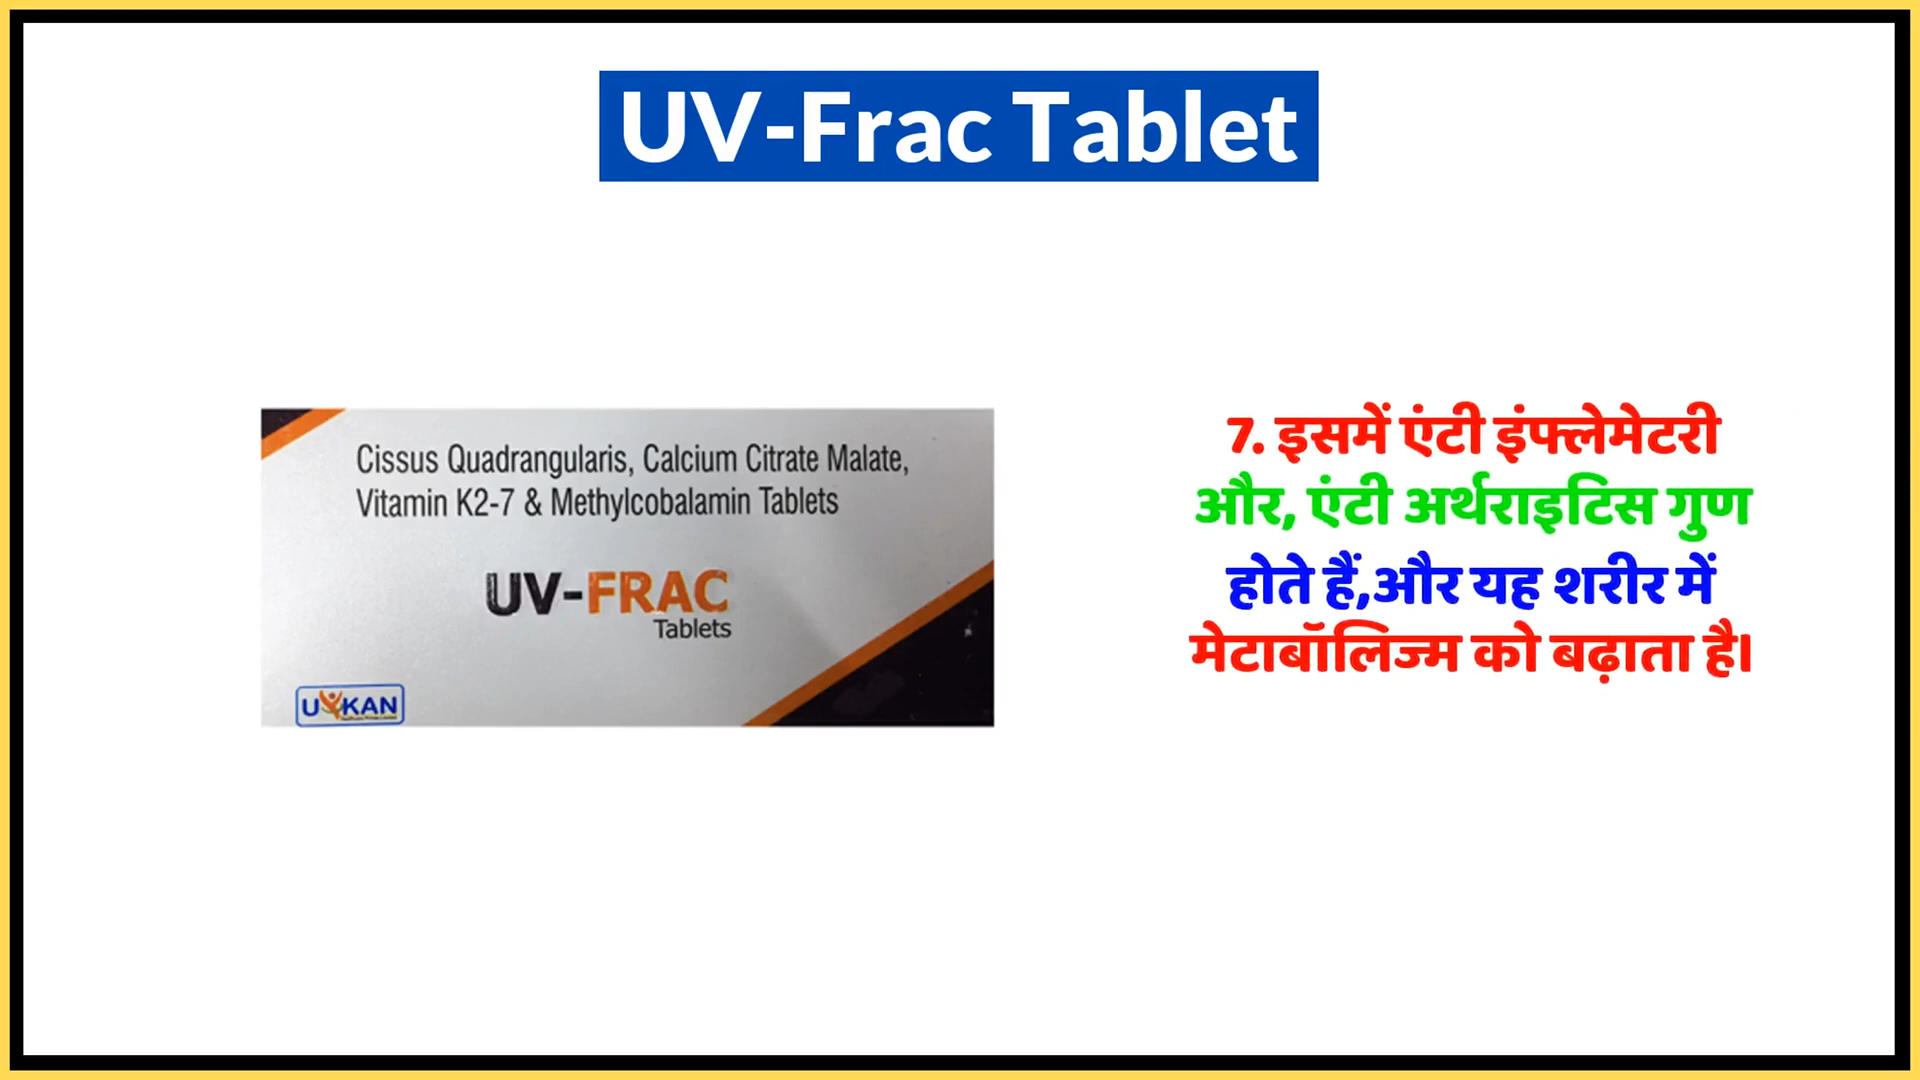 UV-Frac Tablet
Cissus Quadrangularis, Calcium Citrate Malate,
Vitamin K2-7 & Methylcobalamin Tablets
UV-FRAC
Tablets
7. इसमें एंटी इंफ्लेमेटरी
और, एंटी अर्थराइटिस गुण
होते हैं,और यह शरीर में
मेटाबॉलिज्म को बढ़ाता है।